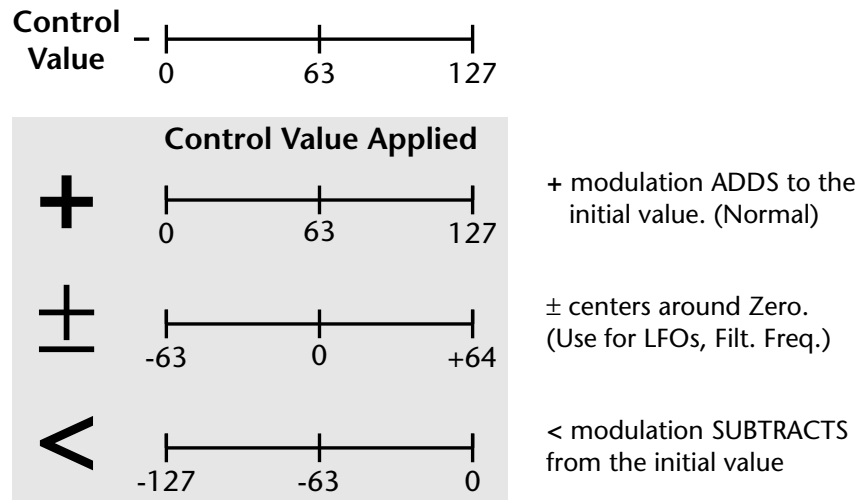 Control
Value
–
0 63 127
Control Value Applied
+
0 63 127
+ modulation ADDS to the
initial value. (Normal)
±
-63 0 +64
± centers around Zero.
(Use for LFOs, Filt. Freq.)
<
-127 -63 0
< modulation SUBTRACTS
from the initial value